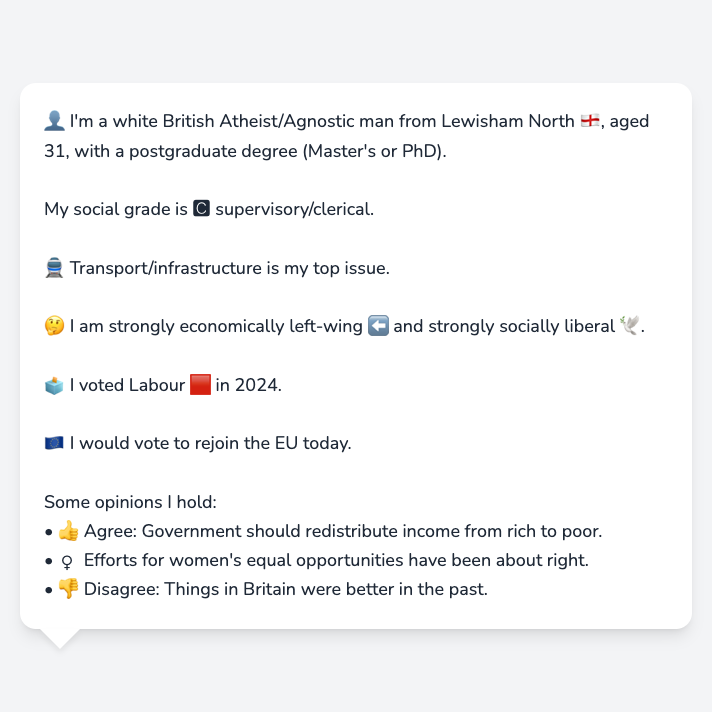 👤 I'm a white British Atheist/Agnostic man from Lewisham North 🏴󠁧󠁢󠁥󠁮󠁧󠁿, aged
31, with a postgraduate degree (Master's or PhD).
My social grade is 🅲 supervisory/clerical.
🚆 Transport/infrastructure is my top issue.
🤔 I am strongly economically left-wing ⬅️ and strongly socially liberal 🕊️.
🗳️ I voted Labour 🟥 in 2024.
🇪🇺 I would vote to rejoin the EU today.
Some opinions I hold:
• 👍 Agree: Government should redistribute income from rich to poor.
• ♀ Efforts for women's equal opportunities have been about right.
• 👎 Disagree: Things in Britain were better in the past.